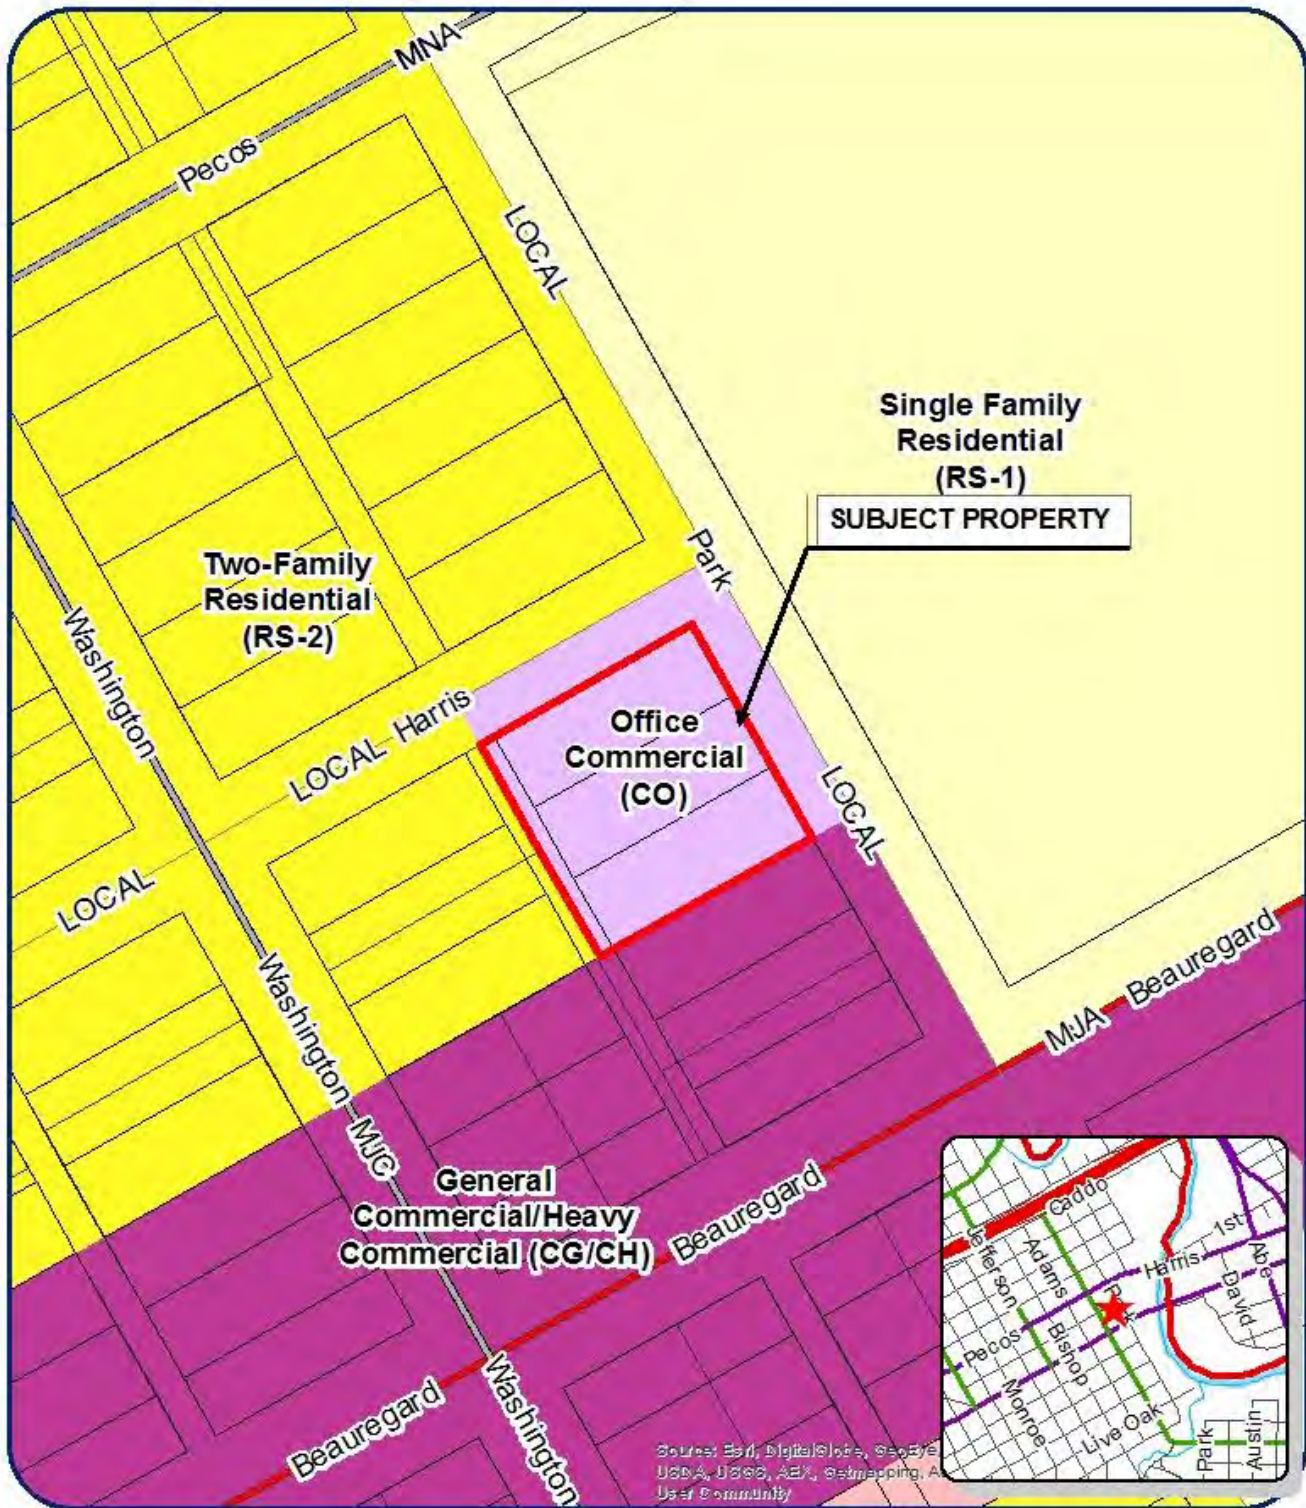 MNA
Pecos
LOCAL
Single Family
Residential
(RS-1)
SUBJECT PROPERTY
Park
Two-Family
Residential
(RS-2)
Washington
LOCAL Harris
Office
Commercial
(CO)
LOCAL
LOCAL
Washington
MJC
MJA
Beauregard
General
Commercial/Heavy
Commercial (CG/CH)
Beauregard
Beauregard
Washington
Caddo
Jefferson
Adams
Harris
1st
Abe
David
Pecos
Bishop
Monroe
Live Oak
Park
Austin
Source: Esri, DigitalGlobe, GeoEye,
USDA, USGS, AEX, Getmapping,
User Community